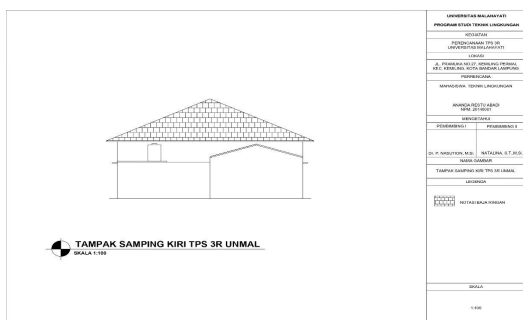 TAMPAK SAMPING KIRI TPS 3R UNMAL
SKALA 1:100
UNIVERSITAS MALAHAYATI
PROGRAM STUDI TEKNIK LINGKUNGAN
KEGIATAN
PERENCANAAN TPS 3R
UNIVERSITAS MALAHAYATI
LOKASI
JL. PRAMUKA NO.27, KEMILING PERMAI,
KEC. KEMILING, KOTA BANDAR LAMPUNG
PERENCANA
MAHASISWA TEKNIK LINGKUNGAN
ANANDA RESTU ABADI
NPM. 20140001
MENGETAHUI
PEMBIMBING I PEMBIMBING II
Dr. P. NASUTION, M.Si. NATALINA, S.T.,M.Si.
NAMA GAMBAR
TAMPAK SAMPING KIRI TPS 3R UNMAL
LEGENDA
NOTASI BAJA RINGAN
SKALA
1:100